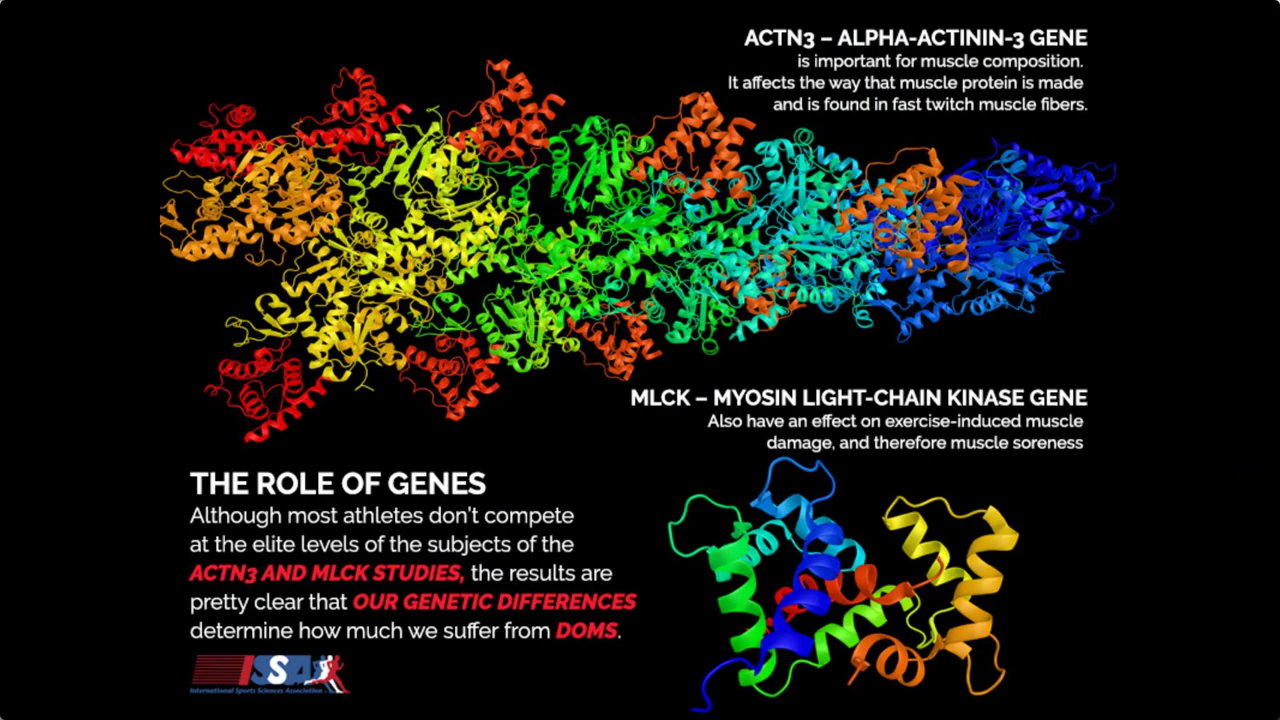 ACTN3 – ALPHA-ACTININ-3 GENE
is important for muscle composition.
It affects the way that muscle protein is made
and is found in fast twitch muscle fibers.
MLCK – MYOSIN LIGHT-CHAIN KINASE GENE
Also have an effect on exercise-induced muscle
damage, and therefore muscle soreness
THE ROLE OF GENES
Although most athletes don't compete
at the elite levels of the subjects of the
ACTN3 AND MLCK STUDIES, the results are
pretty clear that OUR GENETIC DIFFERENCES
determine how much we suffer from DOMS.
ISSA
International Sports Sciences Association